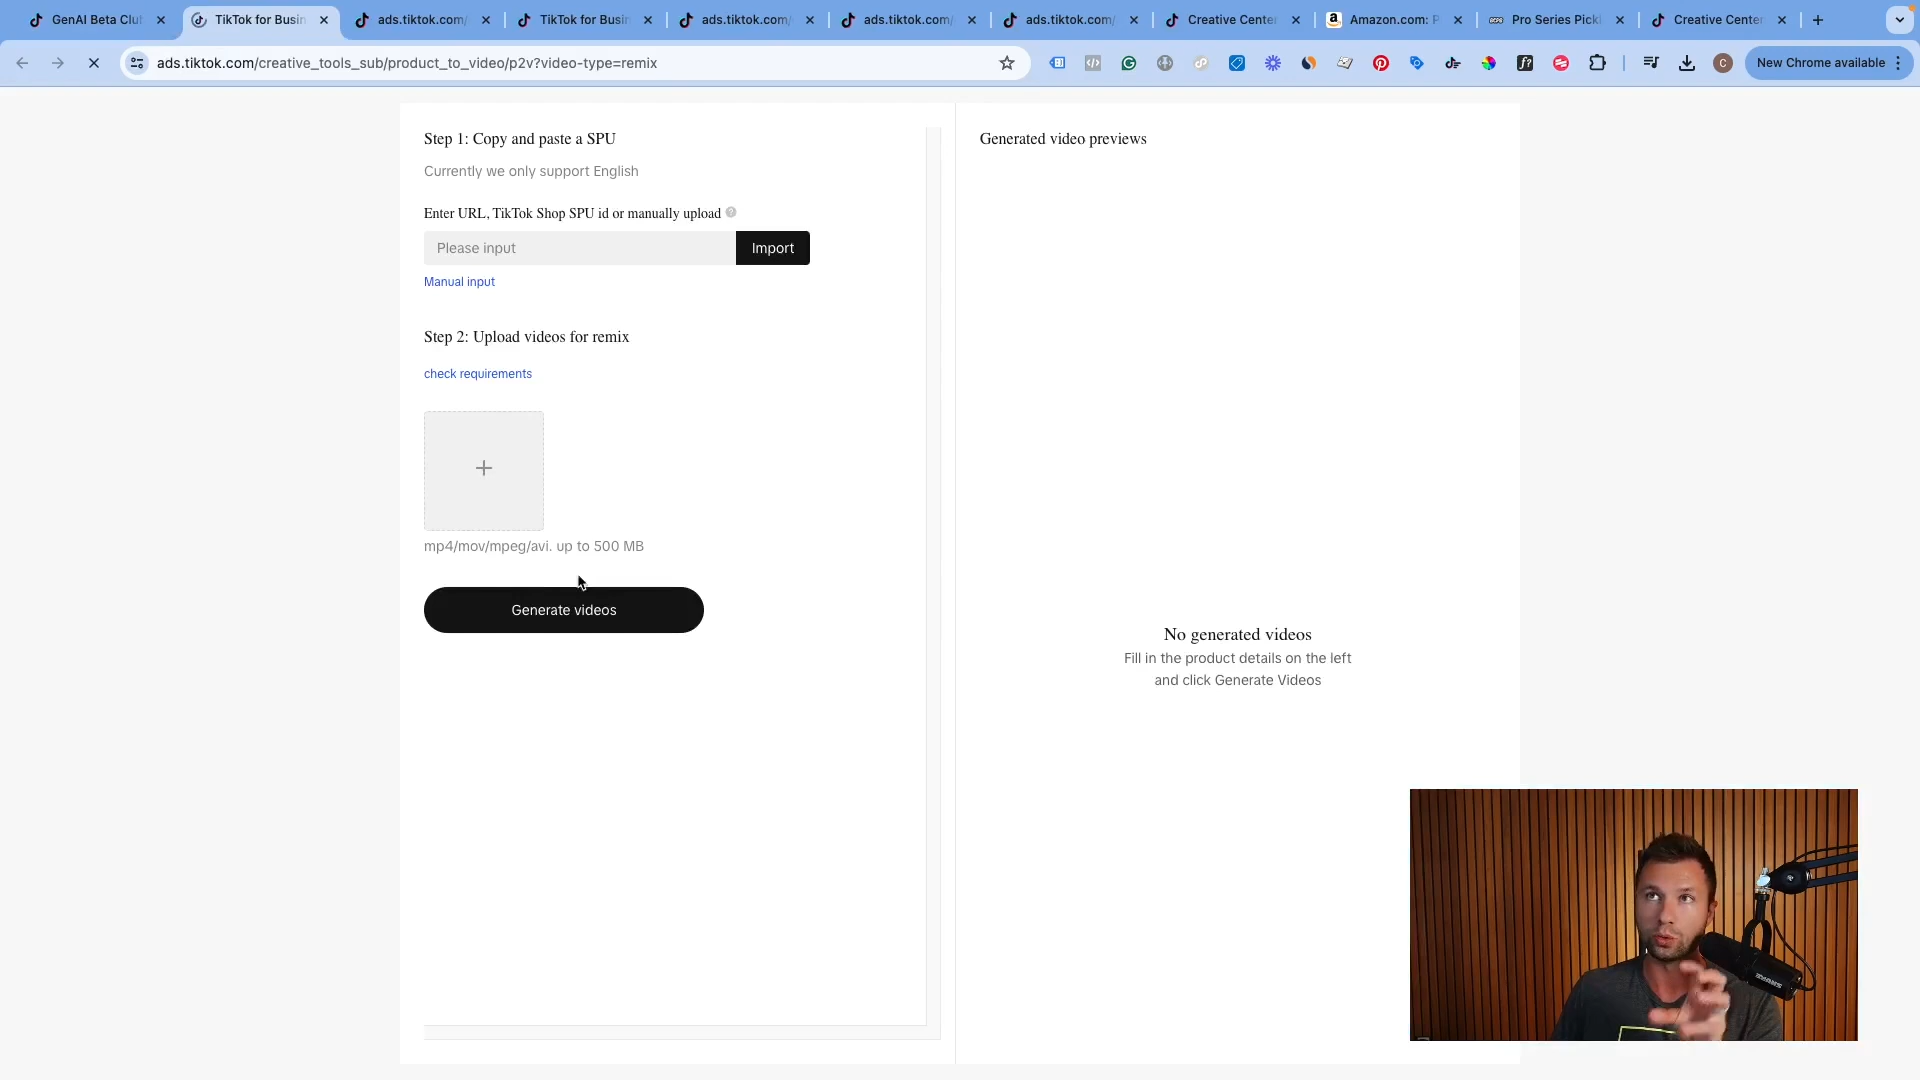 GenAI Beta Clu
TikTok for Busin
ads.tiktok.com/
TikTok for Busin
ads.tiktok.com/
ads.tiktok.com/
ads.tiktok.com/
Creative Center
Amazon.com: P
Pro Series Pickl
Creative Center
ads.tiktok.com/creative_tools_sub/product_to_video/p2v?video-type=remix
New Chrome available
Step 1: Copy and paste a SPU
Currently we only support English
Enter URL, TikTok Shop SPU id or manually upload
Please input
Import
Manual input
Step 2: Upload videos for remix
check requirements
mp4/mov/mpeg/avi. up to 500 MB
Generate videos
Generated video previews
No generated videos
Fill in the product details on the left
and click Generate Videos